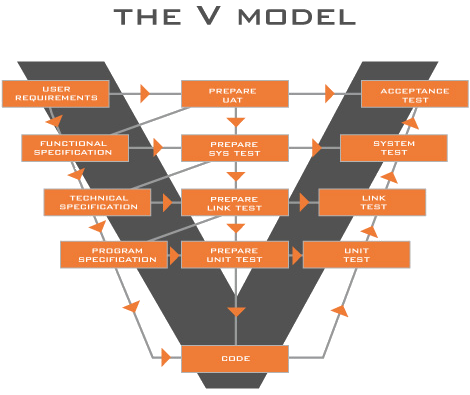 THE V MODEL
USER
REQUIREMENTS
PREPARE
UAT
ACCEPTANCE
TEST
FUNCTIONAL
SPECIFICATION
PREPARE
SYS TEST
SYSTEM
TEST
TECHNICAL
SPECIFICATION
PREPARE
LINK TEST
LINK
TEST
PROGRAM
SPECIFICATION
PREPARE
UNIT TEST
UNIT
TEST
CODE